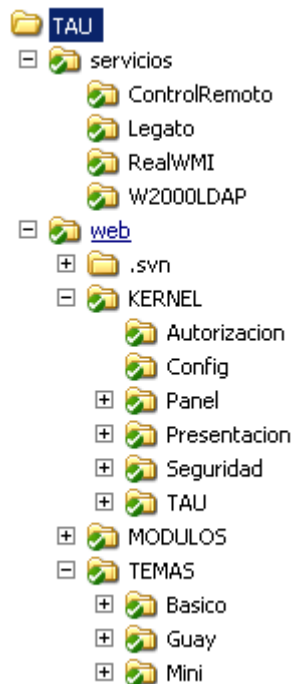 TAU
servicios
ControlRemoto
Legato
RealWMI
W2000LDAP
web
.svn
KERNEL
Autorizacion
Config
Panel
Presentacion
Seguridad
TAU
MODULOS
TEMAS
Basico
Guay
Mini